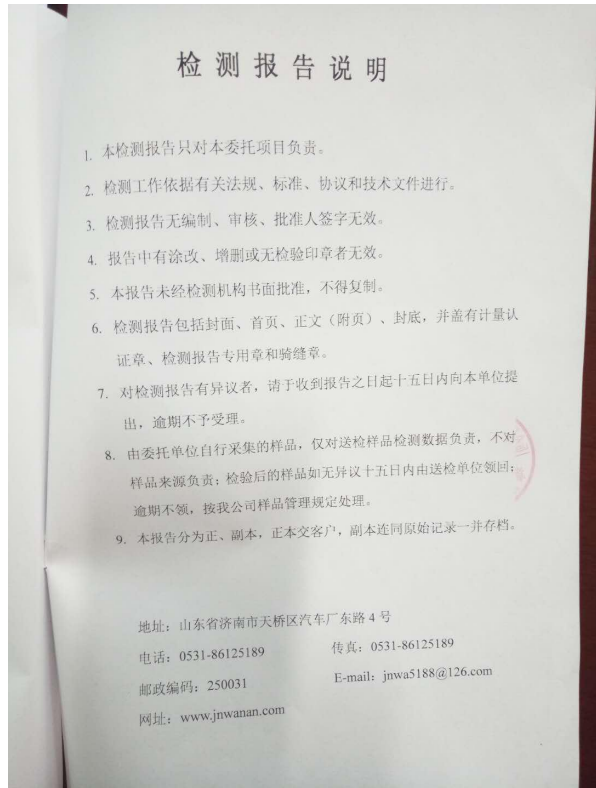 检测报告说明
1. 本检测报告只对本委托项目负责。
2. 检测工作依据有关法规、标准、协议和技术文件进行。
3. 检测报告无编制、审核、批准人签字无效。
4. 报告中有涂改、增删或无检验印章者无效。
5. 本报告未经检测机构书面批准，不得复制。
6. 检测报告包括封面、首页、正文（附页）、封底，并盖有计量认
证章、检测报告专用章和骑缝章。
7. 对检测报告有异议者，请于收到报告之日起十五日内向本单位提
出，逾期不予受理。
8. 由委托单位自行采集的样品，仅对送检样品检测数据负责，不对
样品来源负责；检验后的样品如无异议十五日内由送检单位领回；
逾期不领，按我公司样品管理规定处理。
9. 本报告分为正、副本，正本交客户，副本连同原始记录一并存档。
地址：山东省济南市天桥区汽车厂东路 4 号
电话：0531-86125189 传真：0531-86125189
邮政编码：250031 E-mail：jnwa5188@126.com
网址：www.jnwanan.com